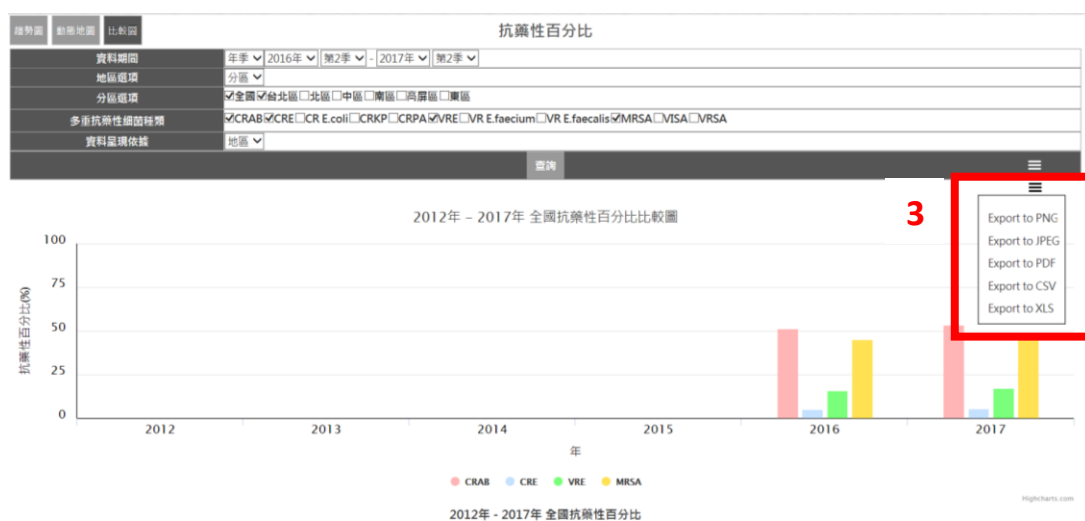 趨勢圖 動態地圖 比較圖 抗藥性百分比
資料期間 年季 2016年 第2季 - 2017年 第2季
地區選項 分區
分區選項 ☑全國☑台北區☐北區☐中區☐南區☐高屏區☐東區
多重抗藥性細菌種類 ☑CRAB☑CRE☐CR E.coli☐CRKP☐CRPA☑VRE☐VR E.faecium☐VR E.faecalis☑MRSA☐VISA☐VRSA
資料呈現依據 地區
查詢
3
Export to PNG
Export to JPEG
Export to PDF
Export to CSV
Export to XLS
2012年 – 2017年 全國抗藥性百分比比較圖
抗藥性百分比(%)
100
75
50
25
0
2012 2013 2014 2015 2016 2017
年
CRAB CRE VRE MRSA
Highcharts.com
2012年 - 2017年 全國抗藥性百分比